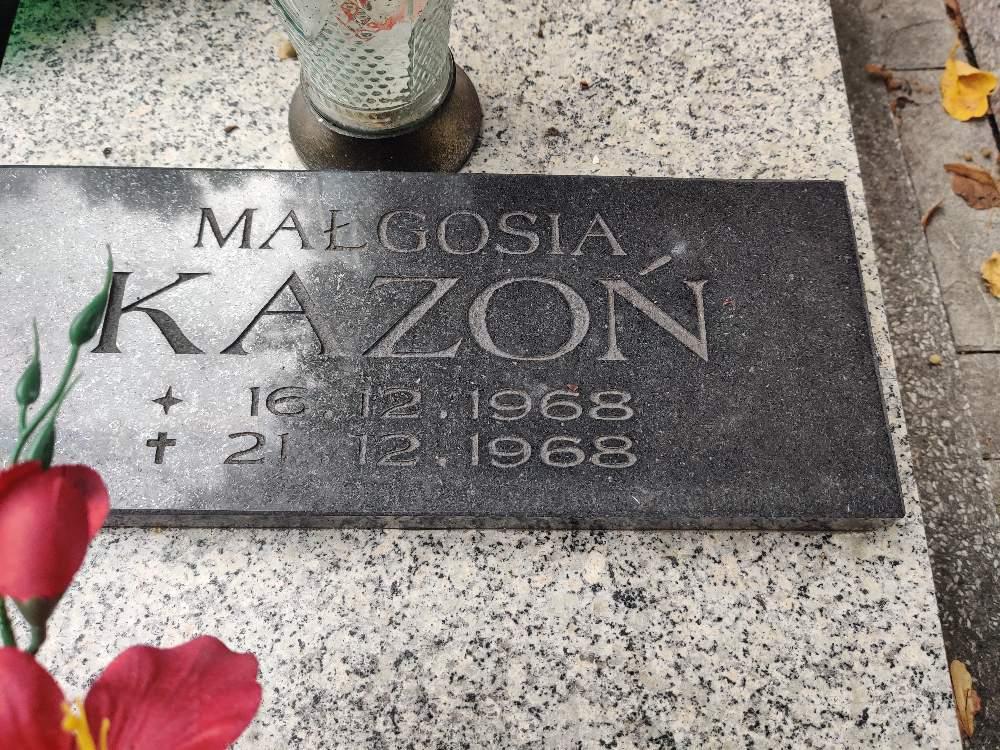 MAŁGOSIA
KAZOŃ
✦ 16. 12. 1968
✝ 21. 12. 1968